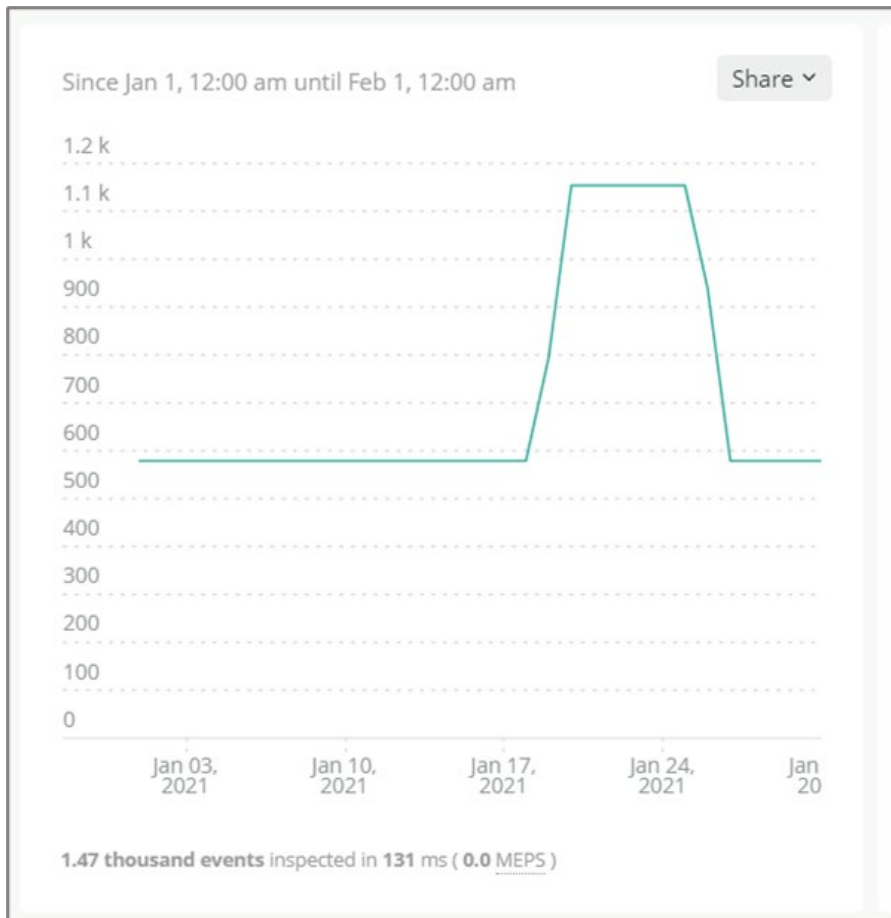 Since Jan 1, 12:00 am until Feb 1, 12:00 am
Share
1.2 k
1.1 k
1 k
900
800
700
600
500
400
300
200
100
0
Jan 03,
2021
Jan 10,
2021
Jan 17,
2021
Jan 24,
2021
Jan
20
1.47 thousand events inspected in 131 ms ( 0.0 MEPS )